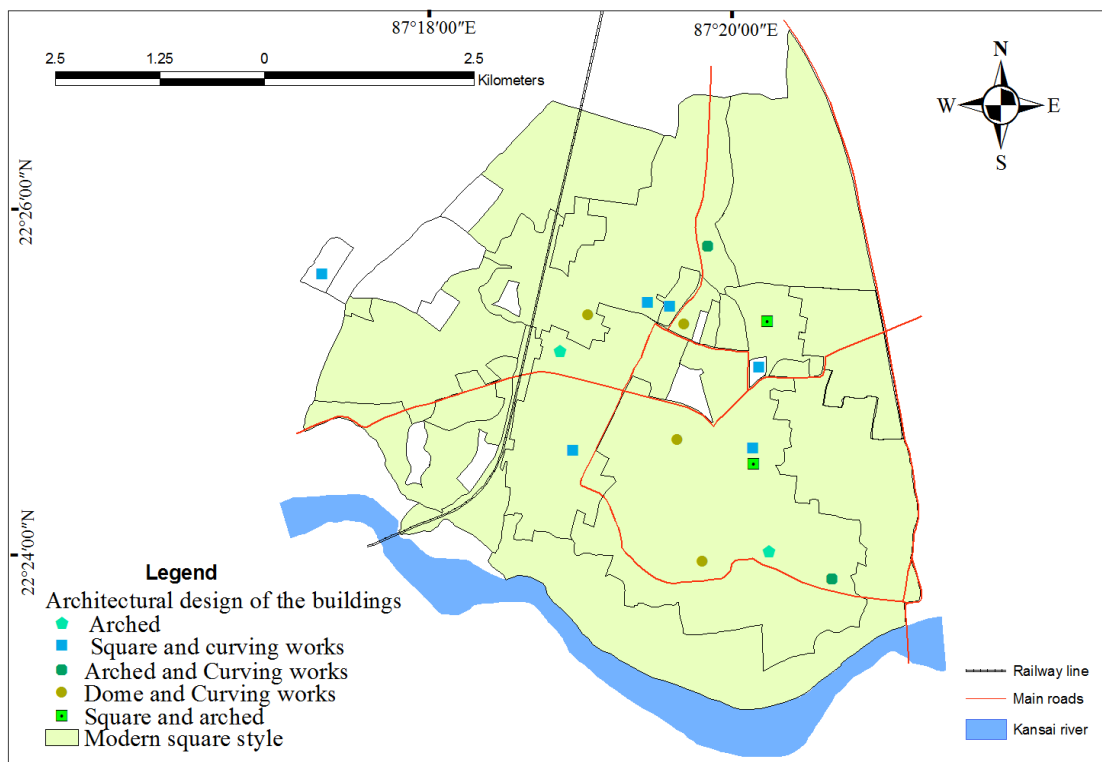 87°18'00"E
87°20'00"E
2.5 1.25 0 2.5
Kilometers
N
W E
S
22°26'00"N
22°24'00"N
Legend
Architectural design of the buildings
Arched
Square and curving works
Arched and Curving works
Dome and Curving works
Square and arched
Modern square style
Railway line
Main roads
Kansai river